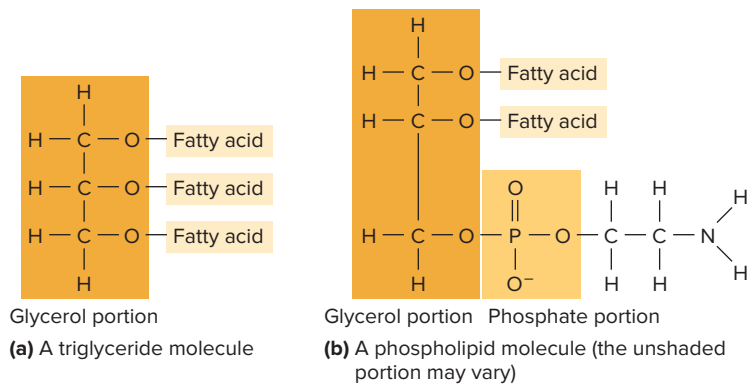 H
H — C — O — Fatty acid
H — C — O — Fatty acid
H — C — O — Fatty acid
H
Glycerol portion
(a) A triglyceride molecule
H
H — C — O — Fatty acid
H — C — O — Fatty acid
O H H H
H — C — O — P — O — C — C — N
H O− H H H
Glycerol portion Phosphate portion
(b) A phospholipid molecule (the unshaded
portion may vary)